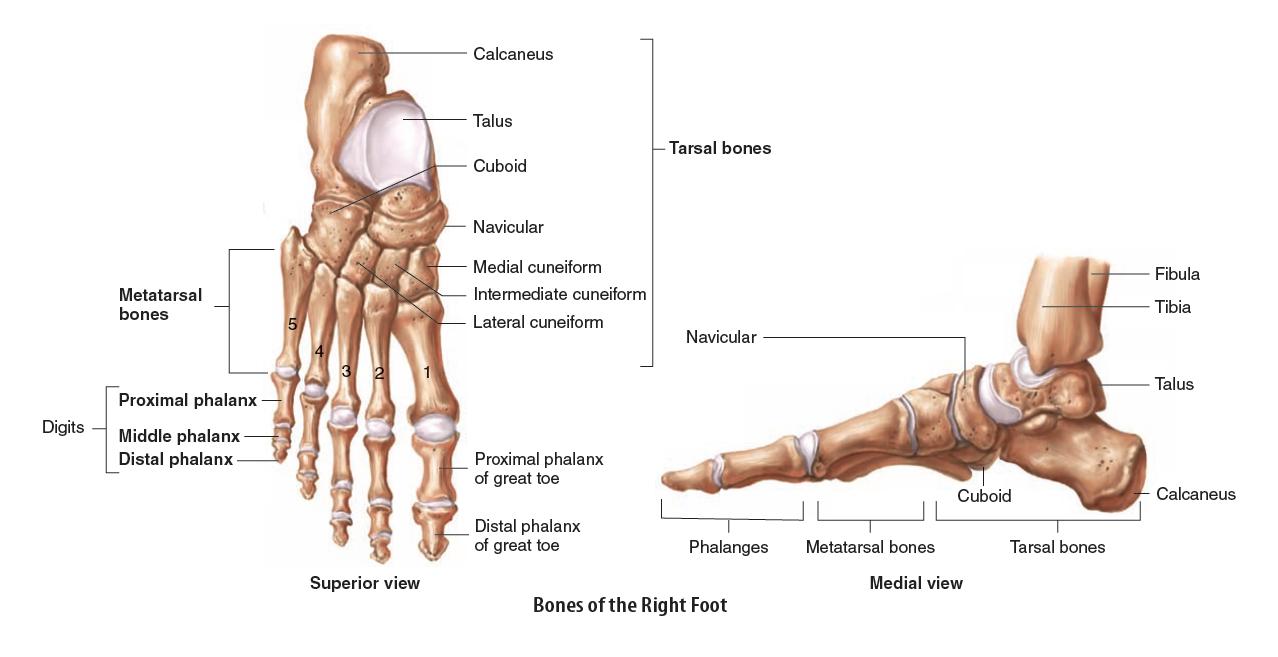 Calcaneus
Talus
Cuboid
Navicular
Medial cuneiform
Intermediate cuneiform
Lateral cuneiform
Tarsal bones
Metatarsal
bones
5
4
3
2
1
Digits
Proximal phalanx
Middle phalanx
Distal phalanx
Proximal phalanx
of great toe
Distal phalanx
of great toe
Superior view
Fibula
Tibia
Navicular
Talus
Cuboid
Calcaneus
Phalanges
Metatarsal bones
Tarsal bones
Medial view
Bones of the Right Foot